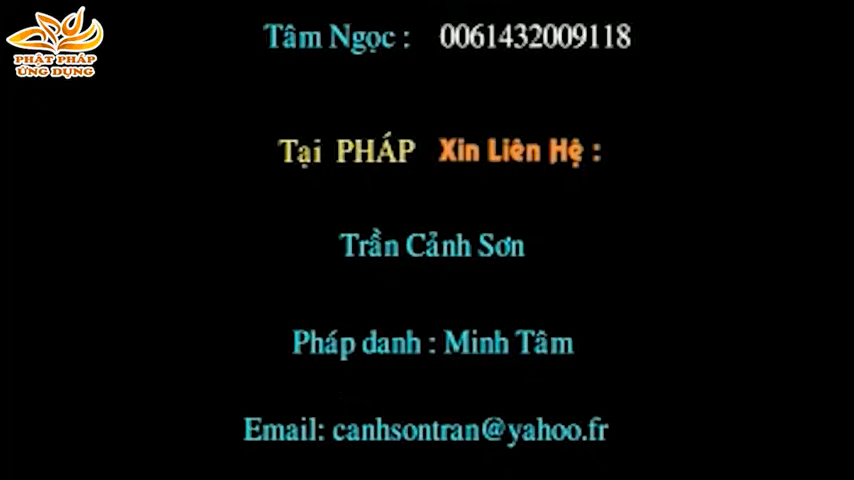 PHẬT PHÁP
ỨNG DỤNG
Tâm Ngọc : 0061432009118
Tại PHÁP Xin Liên Hệ :
Trần Cảnh Sơn
Pháp danh : Minh Tâm
Email: canhsontran@yahoo.fr